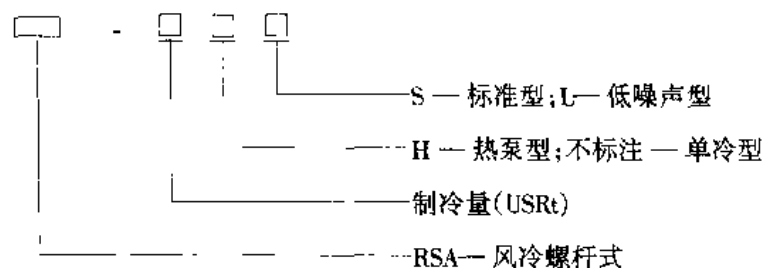 -
S — 标准型;L— 低噪声型
H — 热泵型;不标注 — 单冷型
制冷量(USRt)
RSA— 风冷螺杆式